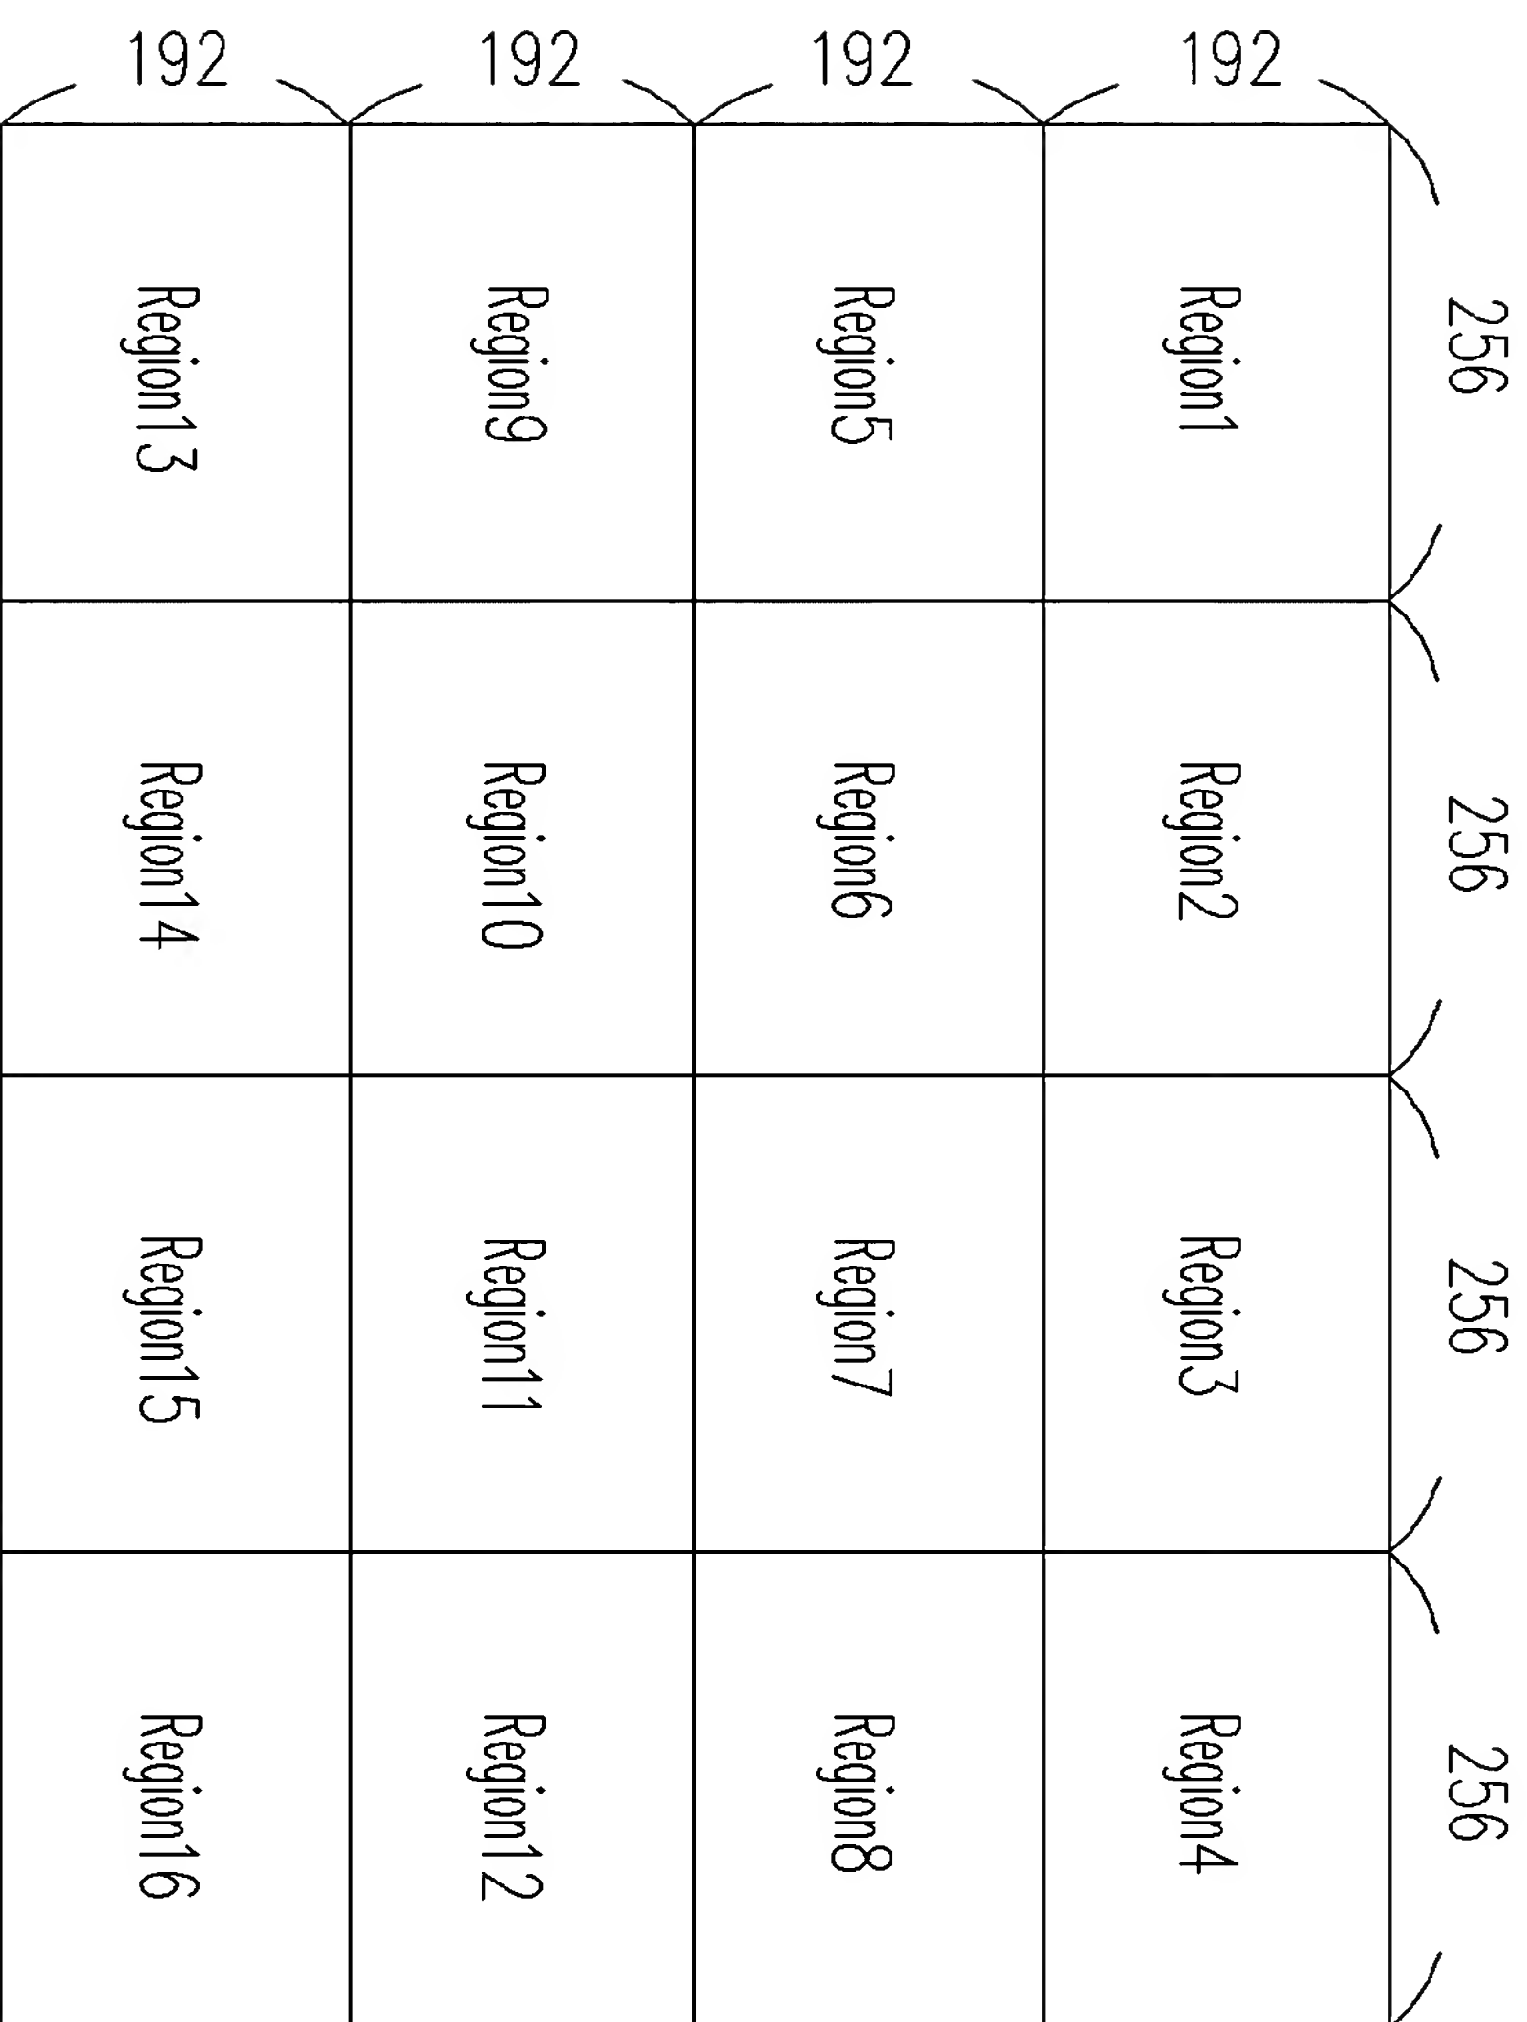 256 256 256 256
192 Region1 Region2 Region3 Region4
192 Region5 Region6 Region7 Region8
192 Region9 Region10 Region11 Region12
192 Region13 Region14 Region15 Region16